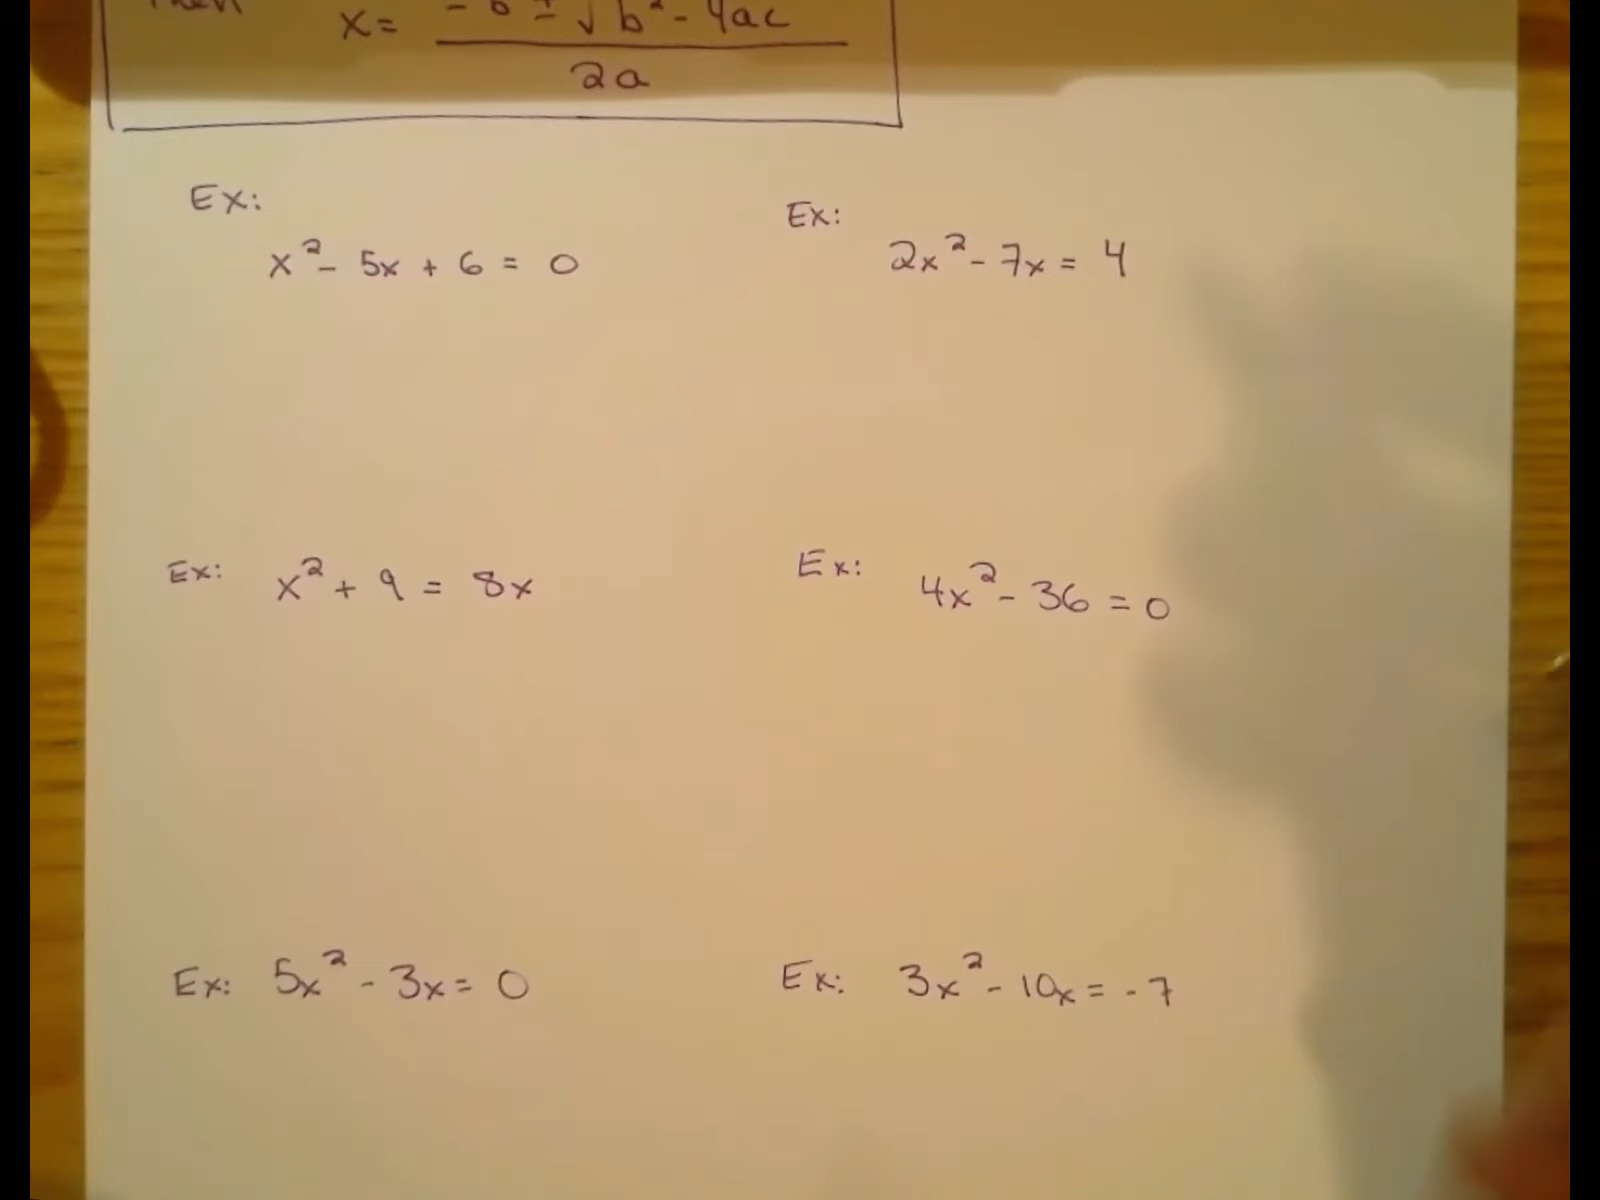 Then x = -b ± √b² - 4ac
2a
Ex:
x² - 5x + 6 = 0
Ex:
2x² - 7x = 4
Ex: x² + 9 = 8x
Ex:
4x² - 36 = 0
Ex: 5x² - 3x = 0
Ex: 3x² - 10x = -7